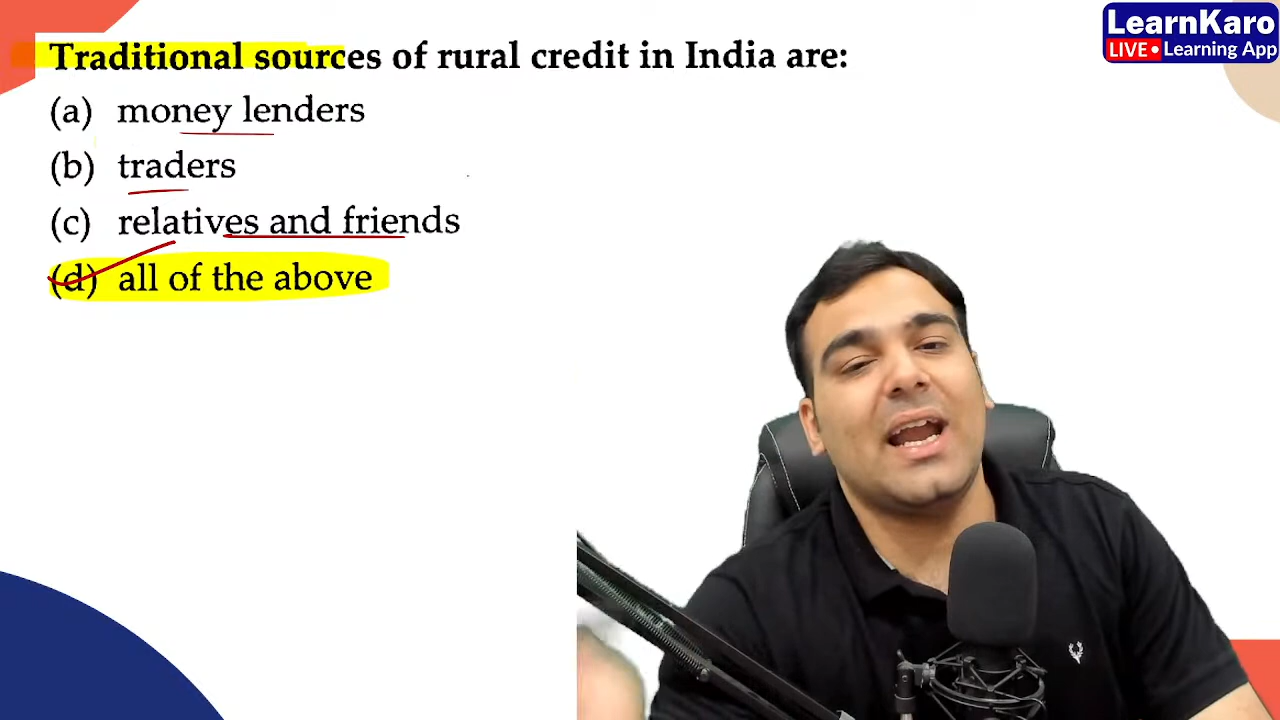 LearnKaro
LIVE • Learning App
Traditional sources of rural credit in India are:
(a) money lenders
(b) traders
(c) relatives and friends
(d) all of the above